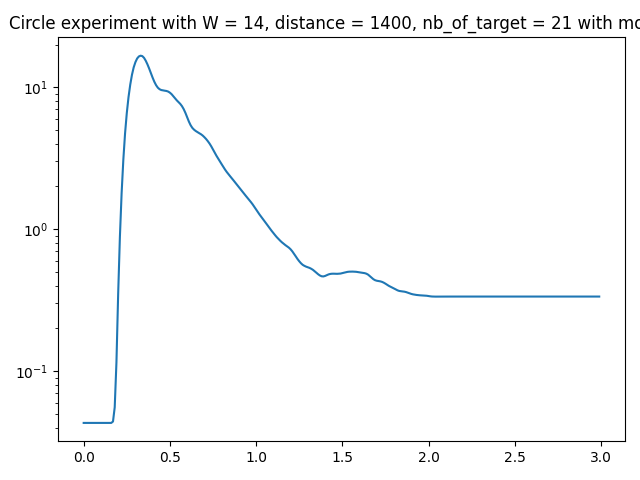 Circle experiment with W = 14, distance = 1400, nb_of_target = 21 with
10¹
10⁰
10⁻¹
0.0 0.5 1.0 1.5 2.0 2.5 3.0